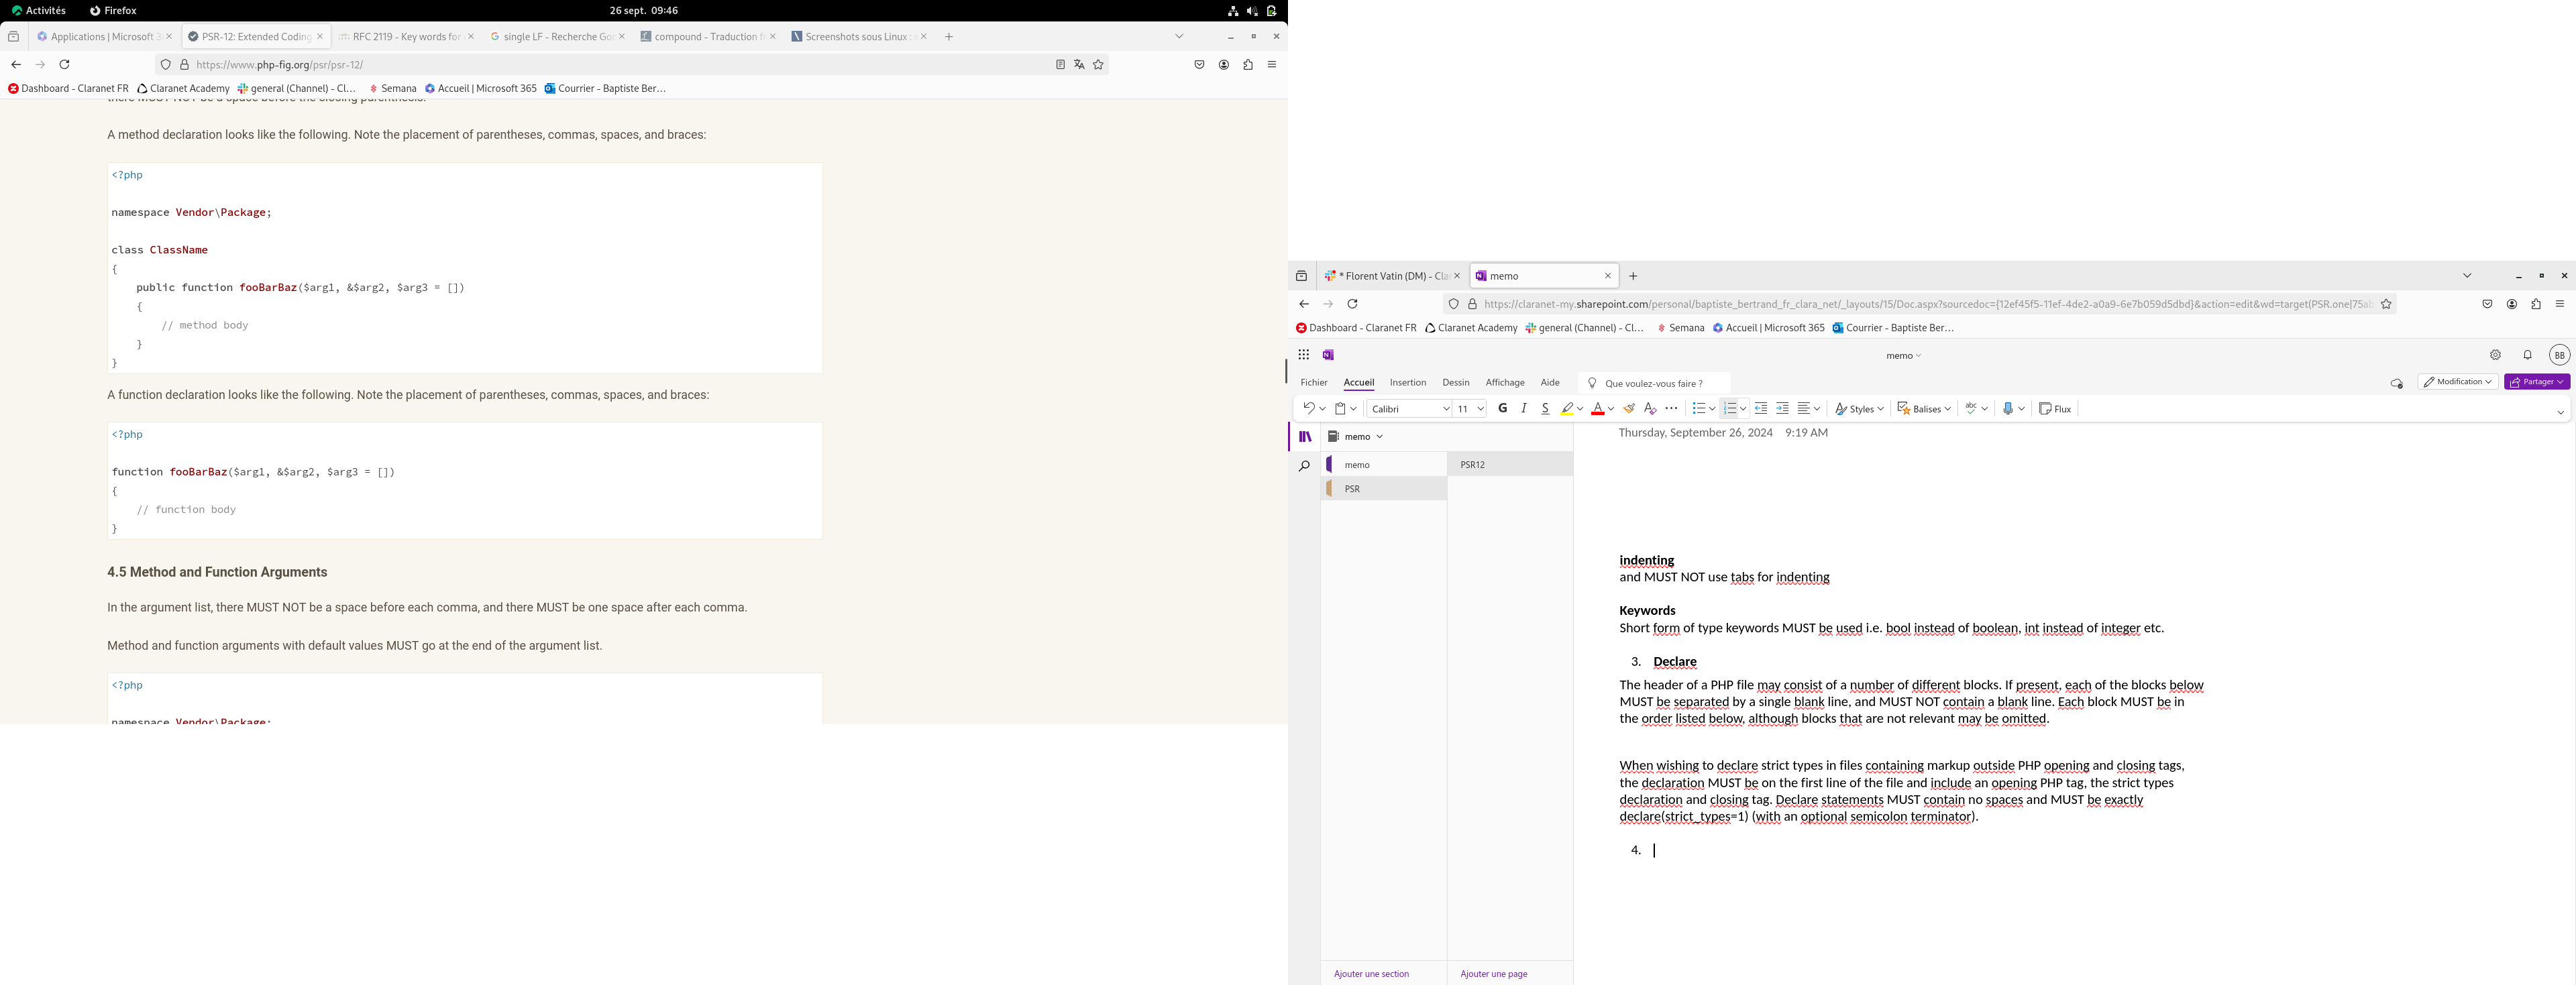 Activités
Firefox
26 sept. 09:46
Applications | Microsoft 3
PSR-12: Extended Coding
RFC 2119 - Key words for
single LF - Recherche Go
compound - Traduction f
Screenshots sous Linux :
https://www.php-fig.org/psr/psr-12/
Dashboard - Claranet FR
Claranet Academy
general (Channel) - Cl...
Semana
Accueil | Microsoft 365
Courrier - Baptiste Ber...
there MUST NOT be a space before the closing parenthesis.
A method declaration looks like the following. Note the placement of parentheses, commas, spaces, and braces:
<?php
namespace Vendor\Package;
class ClassName
{
public function fooBarBaz($arg1, &$arg2, $arg3 = [])
{
// method body
}
}
A function declaration looks like the following. Note the placement of parentheses, commas, spaces, and braces:
<?php
function fooBarBaz($arg1, &$arg2, $arg3 = [])
{
// function body
}
4.5 Method and Function Arguments
In the argument list, there MUST NOT be a space before each comma, and there MUST be one space after each comma.
Method and function arguments with default values MUST go at the end of the argument list.
<?php
namespace Vendor\Package;
* Florent Vatin (DM) - Cla
memo
https://claranet-my.sharepoint.com/personal/baptiste_bertrand_fr_clara_net/_layouts/15/Doc.aspx?sourcedoc={12ef45f5-11ef-4de2-a0a9-6e7b059d5dbd}&action=edit&wd=target(PSR.one|75ab
Dashboard - Claranet FR
Claranet Academy
general (Channel) - Cl...
Semana
Accueil | Microsoft 365
Courrier - Baptiste Ber...
memo
BB
Fichier
Accueil
Insertion
Dessin
Affichage
Aide
Que voulez-vous faire ?
Modification
Partager
Calibri
11
G
I
S
A
Styles
Balises
abc
Flux
memo
memo
PSR
PSR12
Thursday, September 26, 2024 9:19 AM
indenting
and MUST NOT use tabs for indenting
Keywords
Short form of type keywords MUST be used i.e. bool instead of boolean, int instead of integer etc.
3. Declare
The header of a PHP file may consist of a number of different blocks. If present, each of the blocks below
MUST be separated by a single blank line, and MUST NOT contain a blank line. Each block MUST be in
the order listed below, although blocks that are not relevant may be omitted.
When wishing to declare strict types in files containing markup outside PHP opening and closing tags,
the declaration MUST be on the first line of the file and include an opening PHP tag, the strict types
declaration and closing tag. Declare statements MUST contain no spaces and MUST be exactly
declare(strict_types=1) (with an optional semicolon terminator).
4.
Ajouter une section
Ajouter une page